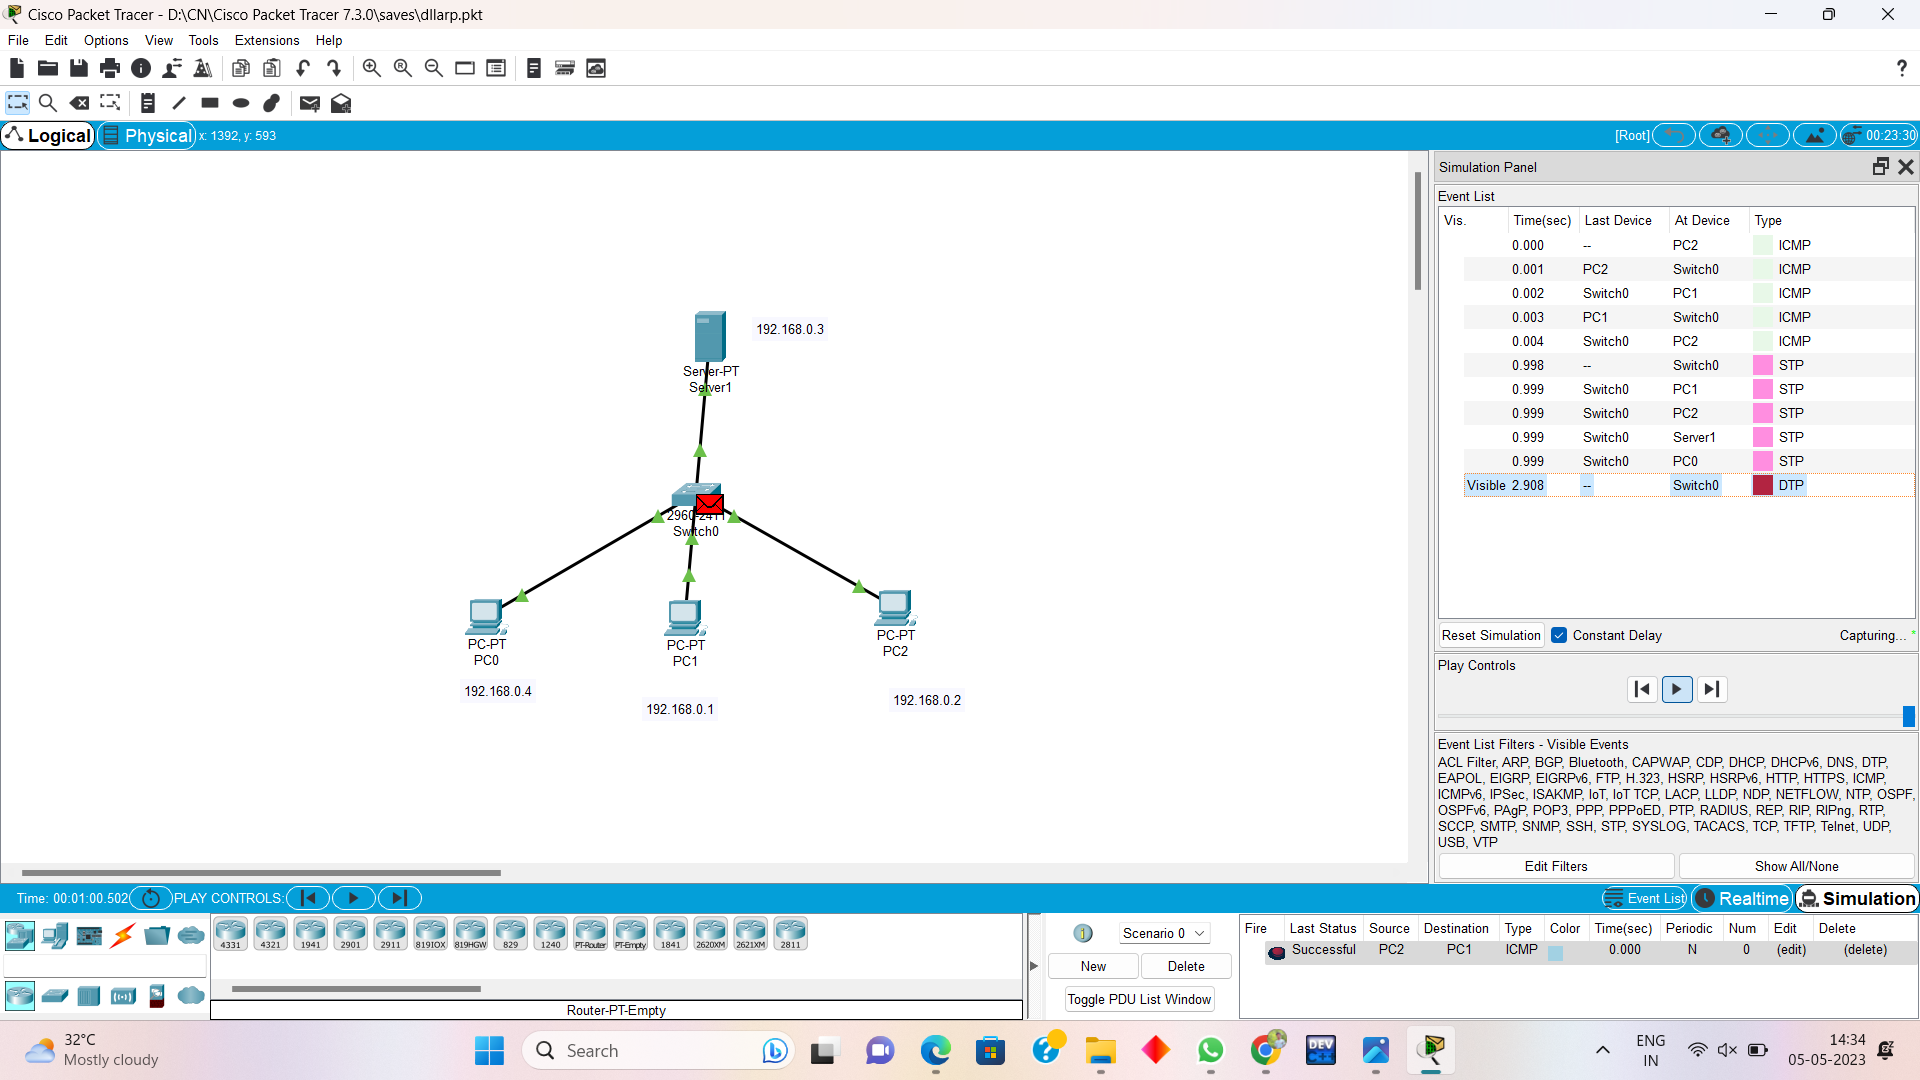 Cisco Packet Tracer - D:\CN\Cisco Packet Tracer 7.3.0\saves\dllarp.pkt
File Edit Options View Tools Extensions Help
?
Logical Physical x: 1392, y: 593 [Root] 00:23:30
Simulation Panel
Event List
Vis. Time(sec) Last Device At Device Type
0.000 -- PC2 ICMP
0.001 PC2 Switch0 ICMP
0.002 Switch0 PC1 ICMP
0.003 PC1 Switch0 ICMP
0.004 Switch0 PC2 ICMP
0.998 -- Switch0 STP
0.999 Switch0 PC1 STP
0.999 Switch0 PC2 STP
0.999 Switch0 Server1 STP
0.999 Switch0 PC0 STP
Visible 2.908 -- Switch0 DTP
192.168.0.3
Server-PT
Server1
Switch0
PC-PT
PC0
192.168.0.4
PC-PT
PC1
192.168.0.1
PC-PT
PC2
192.168.0.2
Reset Simulation Constant Delay Capturing...
Play Controls
Event List Filters - Visible Events
ACL Filter, ARP, BGP, Bluetooth, CAPWAP, CDP, DHCP, DHCPv6, DNS, DTP,
EAPOL, EIGRP, EIGRPv6, FTP, H.323, HSRP, HSRPv6, HTTP, HTTPS, ICMP,
ICMPv6, IPSec, ISAKMP, IoT, IoT TCP, LACP, LLDP, NDP, NETFLOW, NTP, OSPF,
OSPFv6, PAgP, POP3, PPP, PPPoED, PTP, RADIUS, REP, RIP, RIPng, RTP,
SCCP, SMTP, SNMP, SSH, STP, SYSLOG, TACACS, TCP, TFTP, Telnet, UDP,
USB, VTP
Edit Filters Show All/None
Time: 00:01:00.502 PLAY CONTROLS: Event List Realtime Simulation
4331 4321 1941 2901 2911 819IOX 819HGW 829 1240 PT-Router PT-Empty 1841 2620XM 2621XM 2811
Router-PT-Empty
1 Scenario 0
New Delete
Toggle PDU List Window
Fire Last Status Source Destination Type Color Time(sec) Periodic Num Edit Delete
Successful PC2 PC1 ICMP 0.000 N 0 (edit) (delete)
32°C
Mostly cloudy
Search
DEV
ENG
IN
14:34
05-05-2023